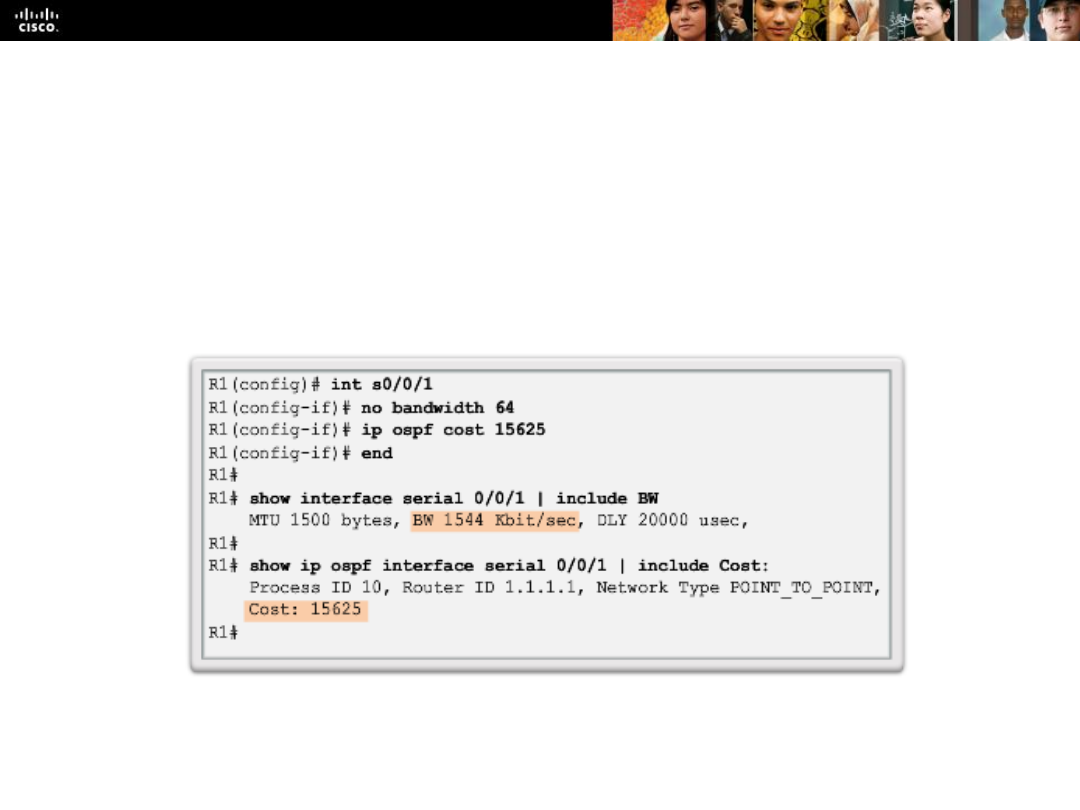 CISCO.
R1(config)# int s0/0/1
R1(config-if)# no bandwidth 64
R1(config-if)# ip ospf cost 15625
R1(config-if)# end
R1#
R1# show interface serial 0/0/1 | include BW
MTU 1500 bytes, BW 1544 Kbit/sec, DLY 20000 usec,
R1#
R1# show ip ospf interface serial 0/0/1 | include Cost:
Process ID 10, Router ID 1.1.1.1, Network Type POINT_TO_POINT,
Cost: 15625
R1#